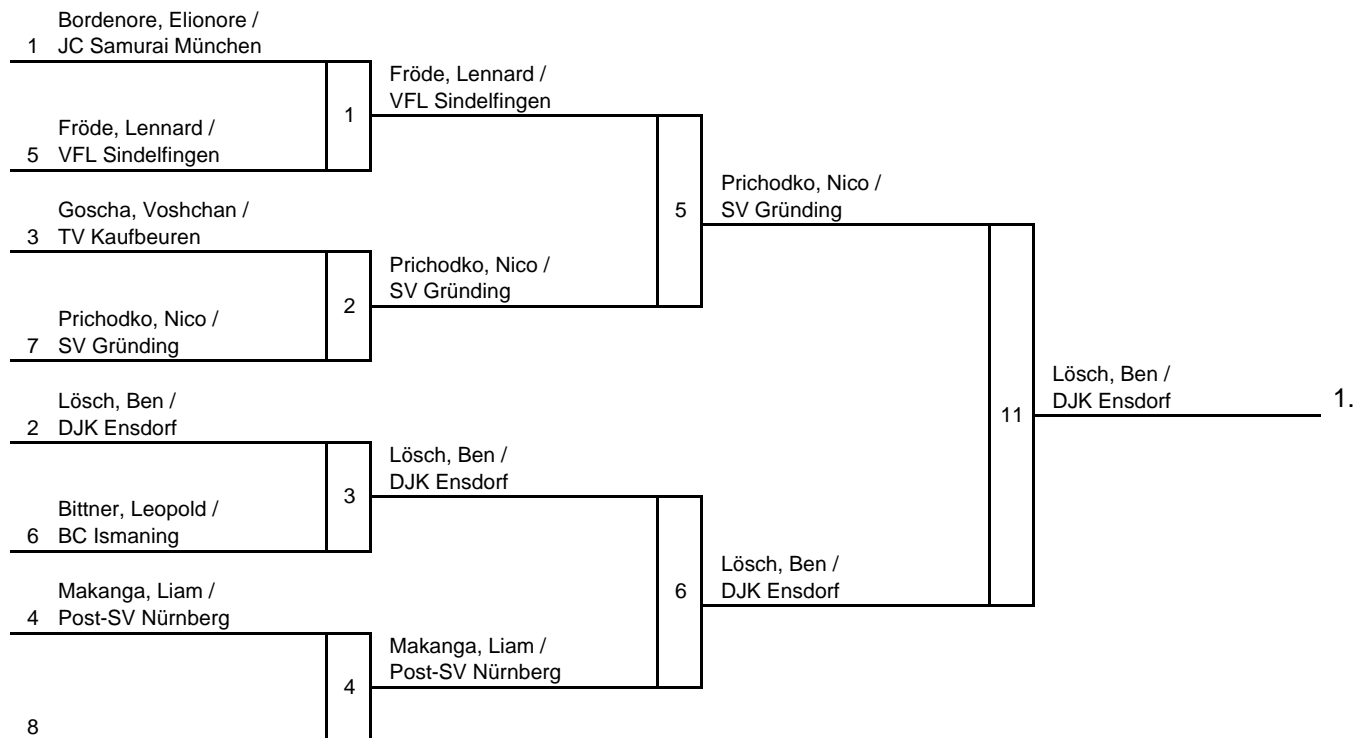 Bordenore, Elionore /
1 JC Samurai München
Fröde, Lennard /
VFL Sindelfingen
1
Fröde, Lennard /
5 VFL Sindelfingen
Prichodko, Nico /
SV Gründing
5
Goscha, Voshchan /
3 TV Kaufbeuren
Prichodko, Nico /
SV Gründing
2
Prichodko, Nico /
7 SV Gründing
Lösch, Ben /
DJK Ensdorf
1.
11
Lösch, Ben /
2 DJK Ensdorf
Lösch, Ben /
DJK Ensdorf
3
Bittner, Leopold /
6 BC Ismaning
Lösch, Ben /
DJK Ensdorf
6
Makanga, Liam /
4 Post-SV Nürnberg
Makanga, Liam /
Post-SV Nürnberg
4
8